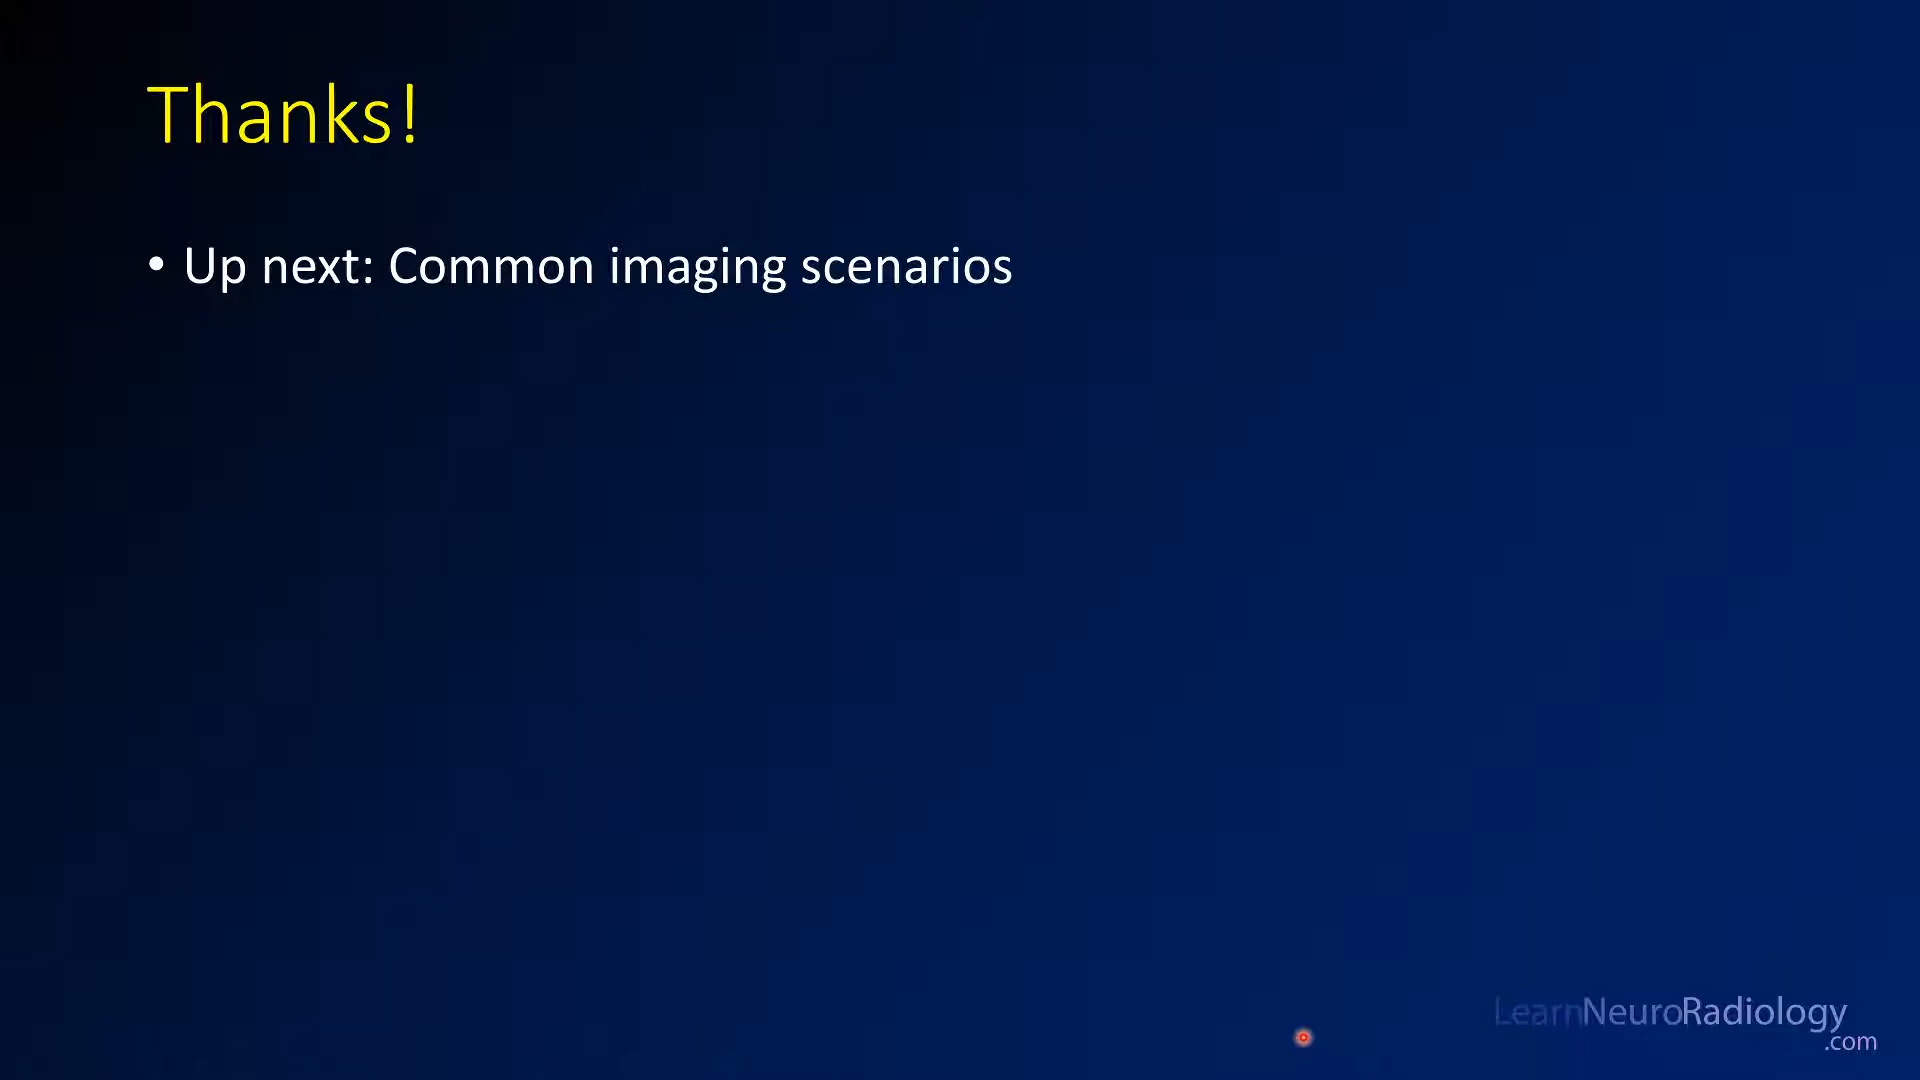 Thanks!
• Up next: Common imaging scenarios
LearnNeuroRadiology
.com